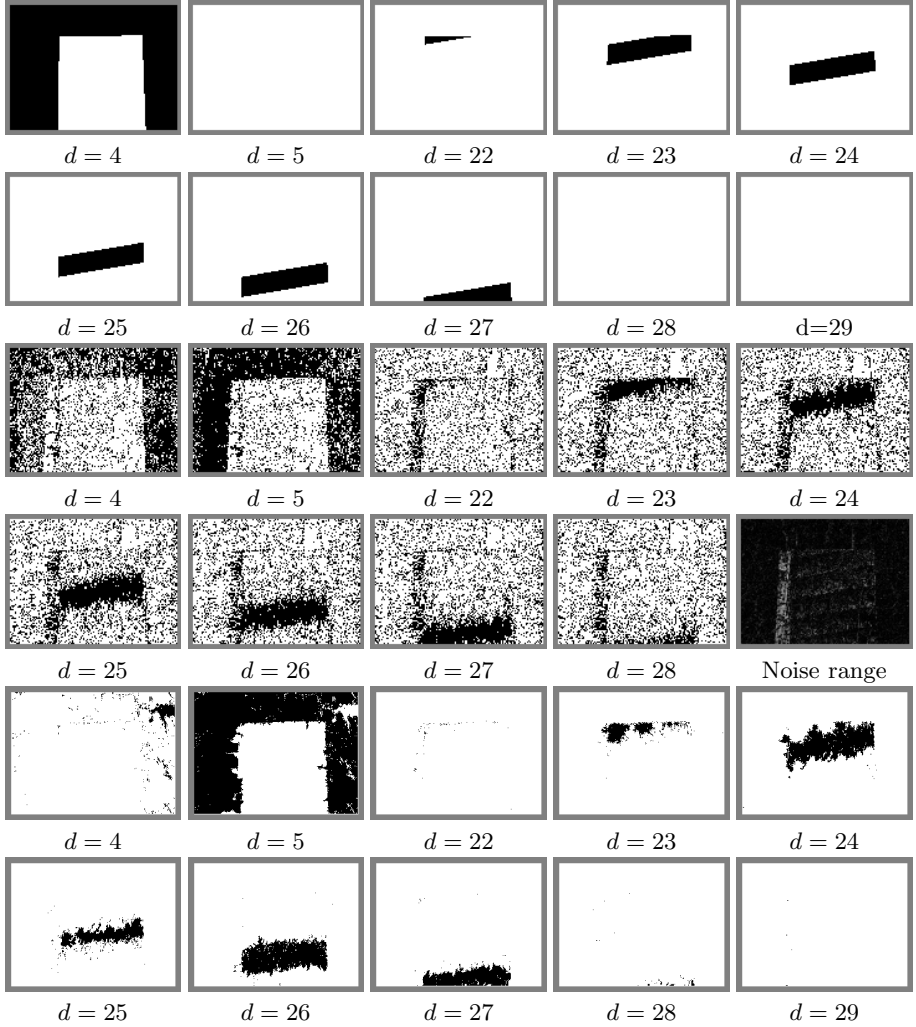 d = 4 d = 5 d = 22 d = 23 d = 24
d = 25 d = 26 d = 27 d = 28 d=29
d = 4 d = 5 d = 22 d = 23 d = 24
d = 25 d = 26 d = 27 d = 28 Noise range
d = 4 d = 5 d = 22 d = 23 d = 24
d = 25 d = 26 d = 27 d = 28 d = 29